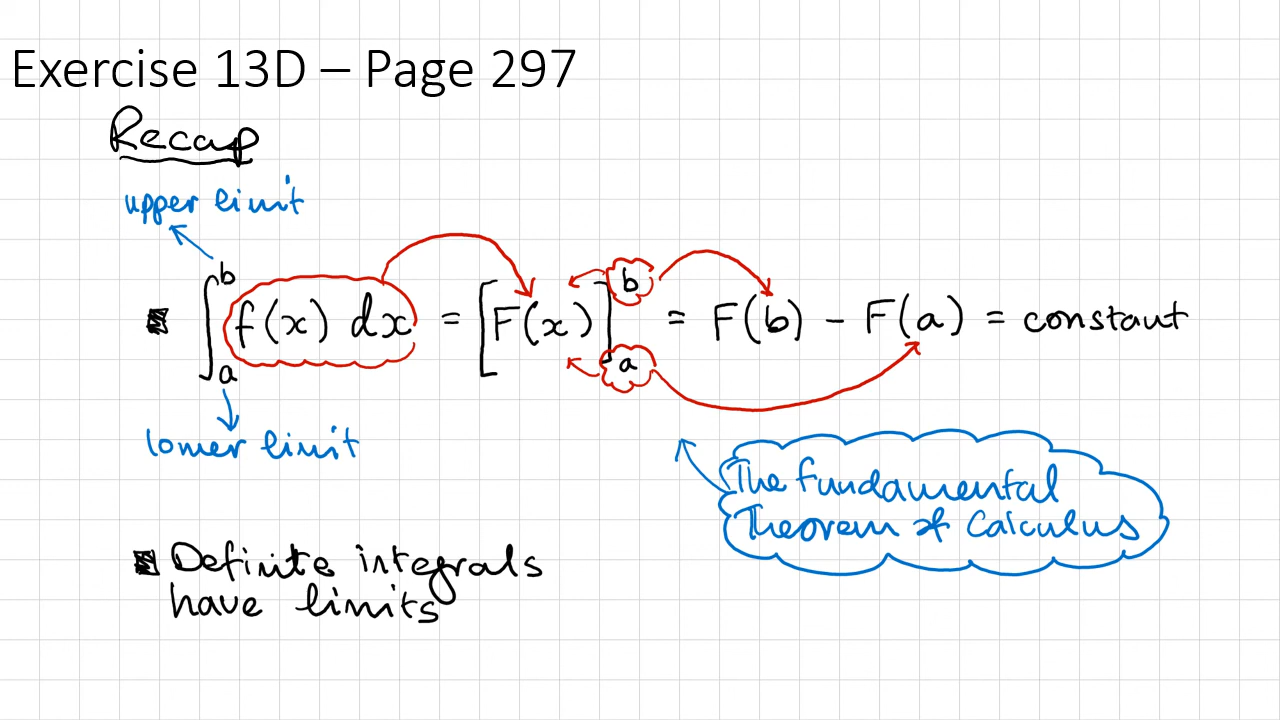 Exercise 13D – Page 297
Recap
upper limit
∫_a^b f(x) dx = [F(x)]_a^b = F(b) - F(a) = constant
lower limit
The Fundamental
Theorem of Calculus
Definite integrals
have limits